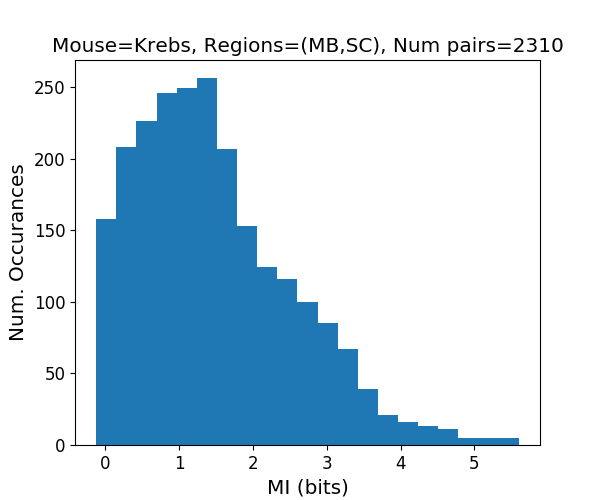 Mouse=Krebs, Regions=(MB,SC), Num pairs=2310
250
200
150
100
50
0
Num. Occurances
0 1 2 3 4 5
MI (bits)